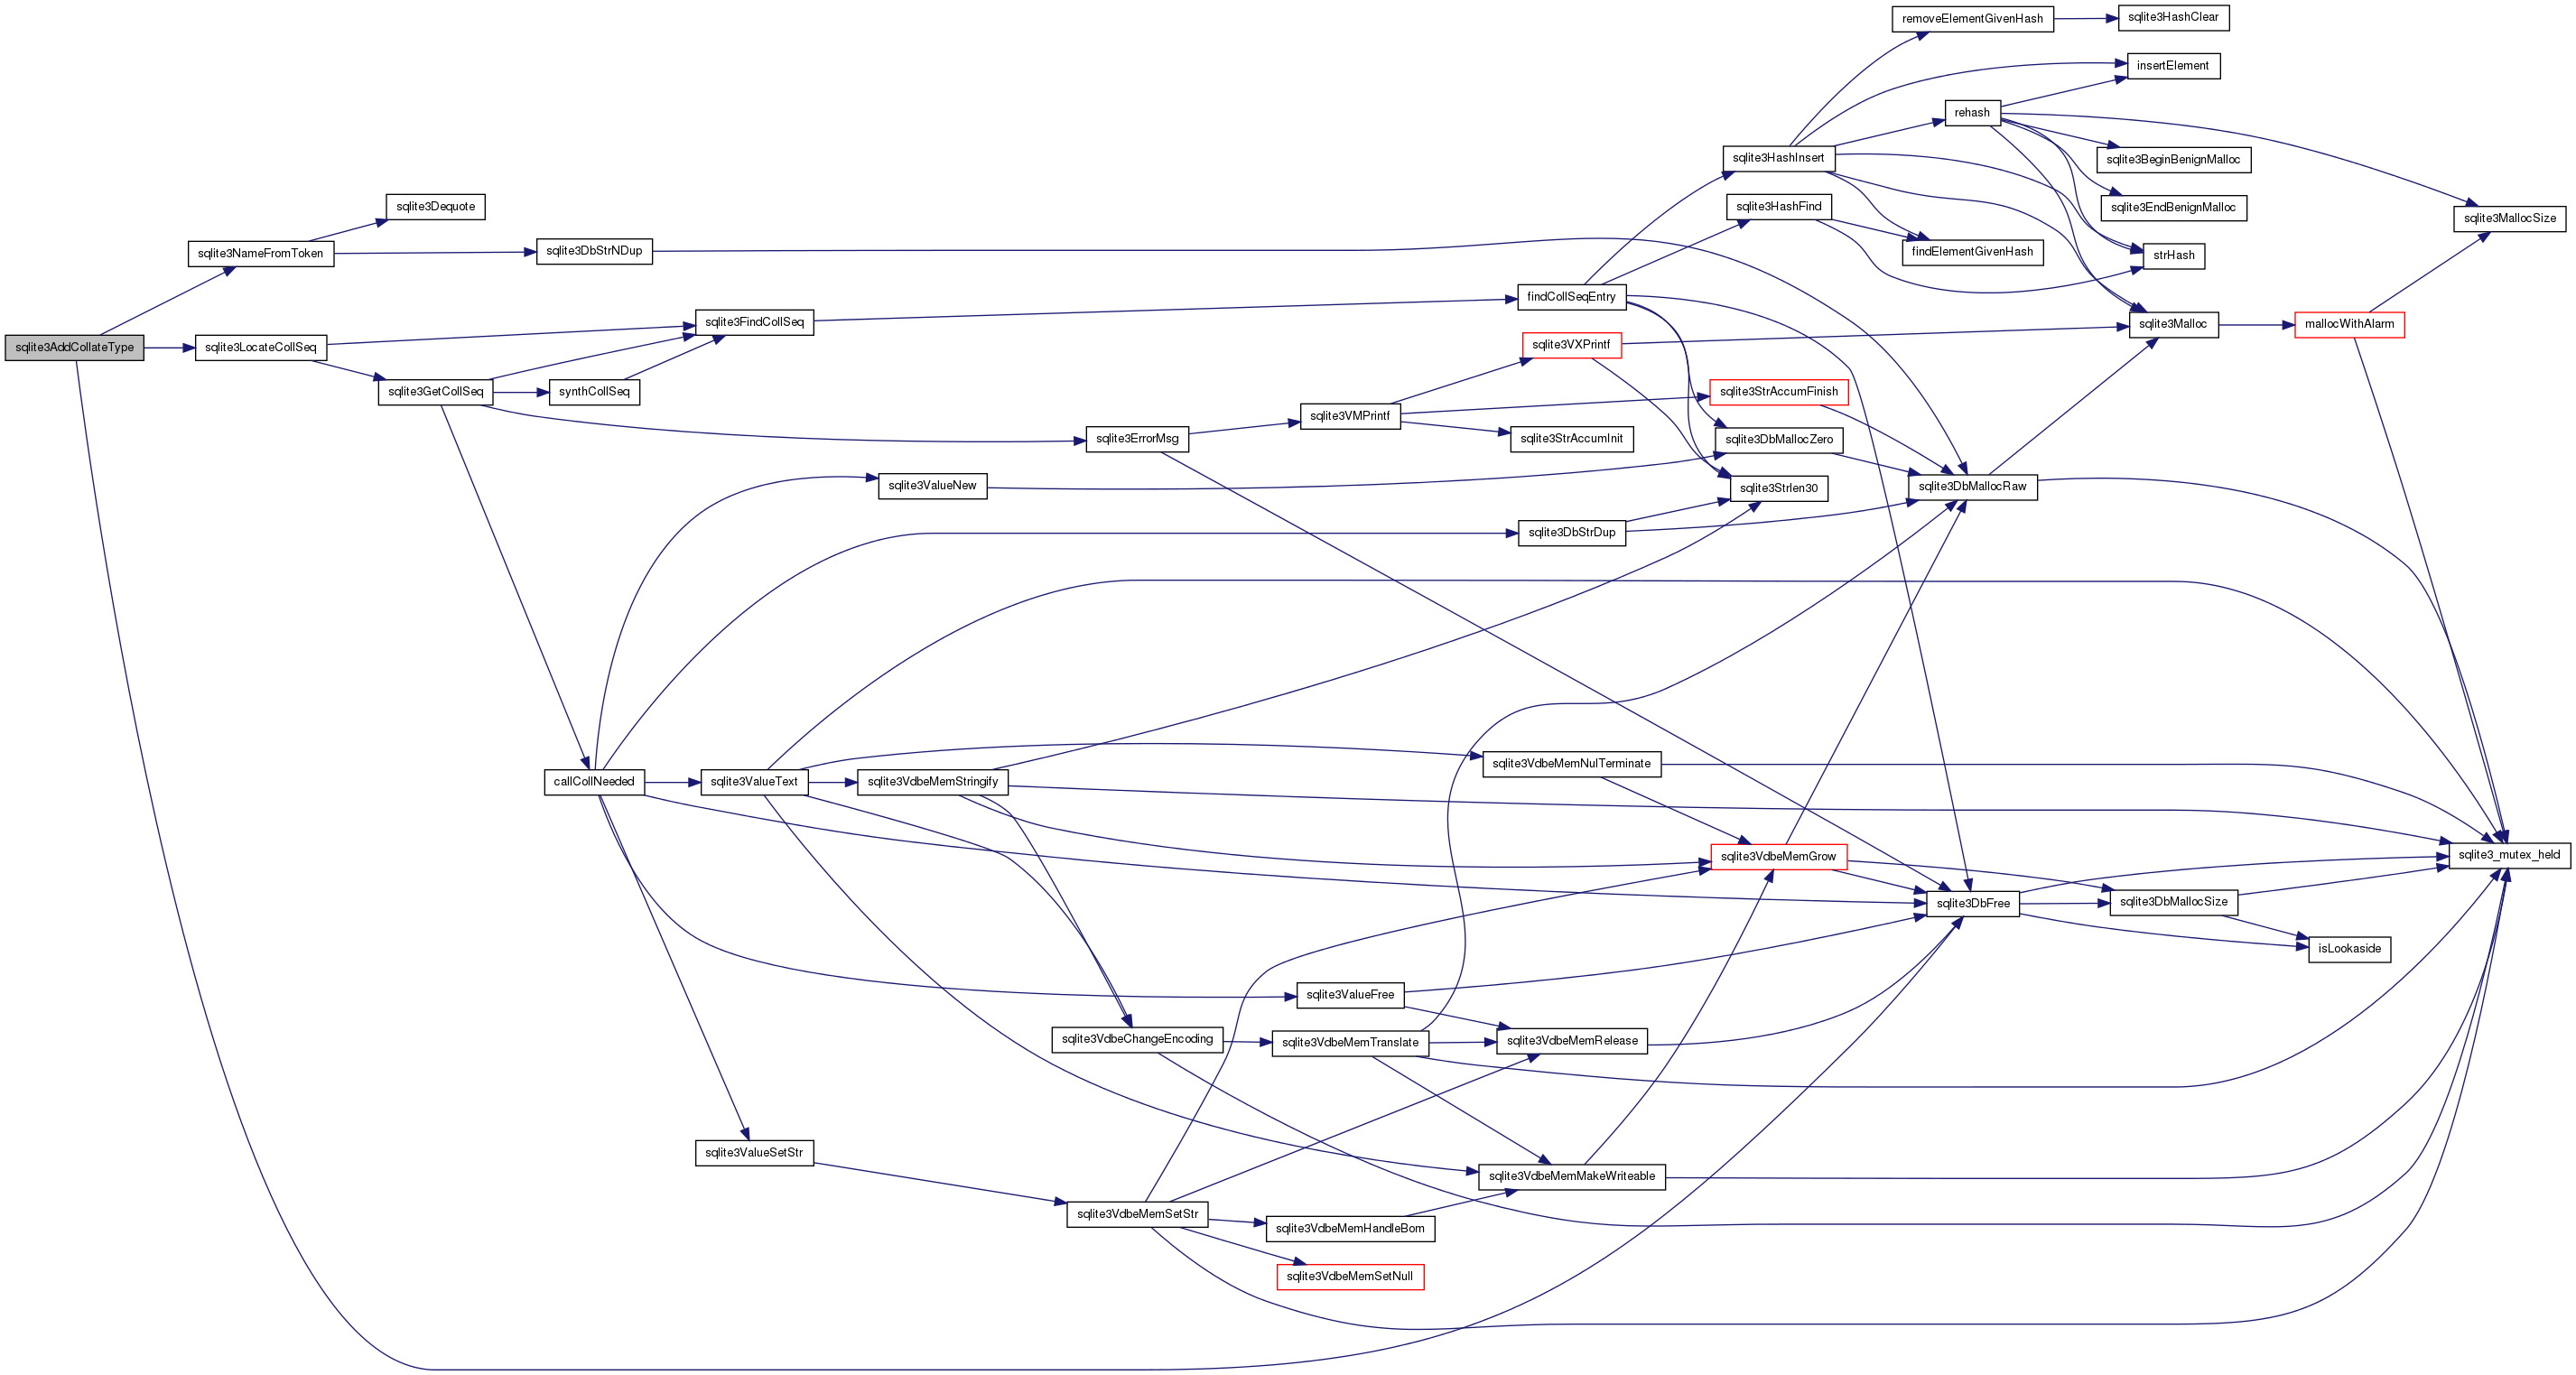 removeElementGivenHash
sqlite3HashClear
insertElement
rehash
sqlite3HashInsert
sqlite3BeginBenignMalloc
sqlite3Dequote
sqlite3HashFind
sqlite3EndBenignMalloc
sqlite3MallocSize
sqlite3NameFromToken
sqlite3DbStrNDup
findElementGivenHash
strHash
findCollSeqEntry
sqlite3FindCollSeq
sqlite3Malloc
mallocWithAlarm
sqlite3AddCollateType
sqlite3LocateCollSeq
sqlite3VXPrintf
sqlite3GetCollSeq
synthCollSeq
sqlite3StrAccumFinish
sqlite3VMPrintf
sqlite3ErrorMsg
sqlite3StrAccumInit
sqlite3DbMallocZero
sqlite3ValueNew
sqlite3Strlen30
sqlite3DbMallocRaw
sqlite3DbStrDup
sqlite3VdbeMemNulTerminate
callCollNeeded
sqlite3ValueText
sqlite3VdbeMemStringify
sqlite3VdbeMemGrow
sqlite3_mutex_held
sqlite3DbFree
sqlite3DbMallocSize
isLookaside
sqlite3ValueFree
sqlite3VdbeChangeEncoding
sqlite3VdbeMemTranslate
sqlite3VdbeMemRelease
sqlite3ValueSetStr
sqlite3VdbeMemMakeWriteable
sqlite3VdbeMemSetStr
sqlite3VdbeMemHandleBom
sqlite3VdbeMemSetNull